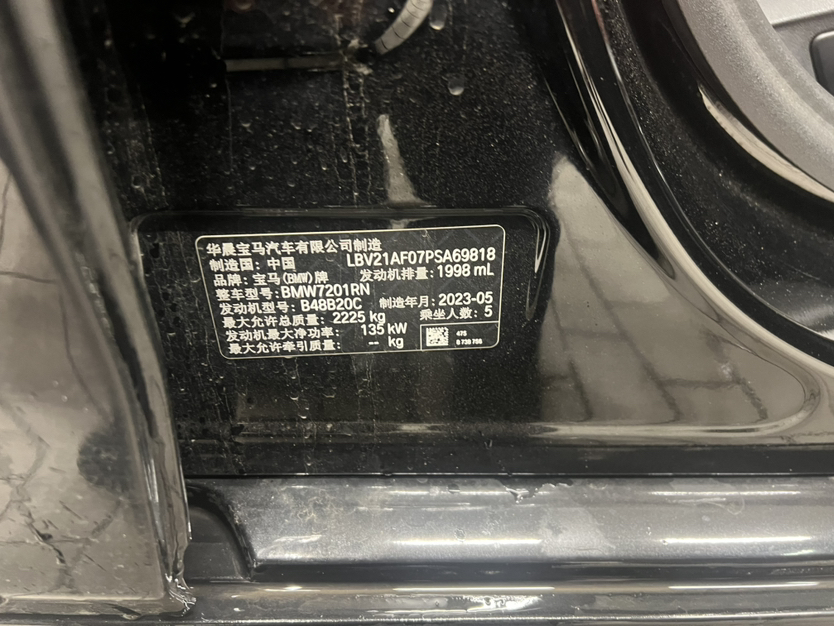 华晨宝马汽车有限公司制造
制造国：中国 LBV21AF07PSA69818
品牌：宝马(BMW)牌 发动机排量：1998 mL
整车型号：BMW7201RN
发动机型号：B48B20C 制造年月：2023-05
最大允许总质量：2225 kg 乘坐人数：5
发动机最大净功率：135 kW
最大允许牵引质量：-- kg
475